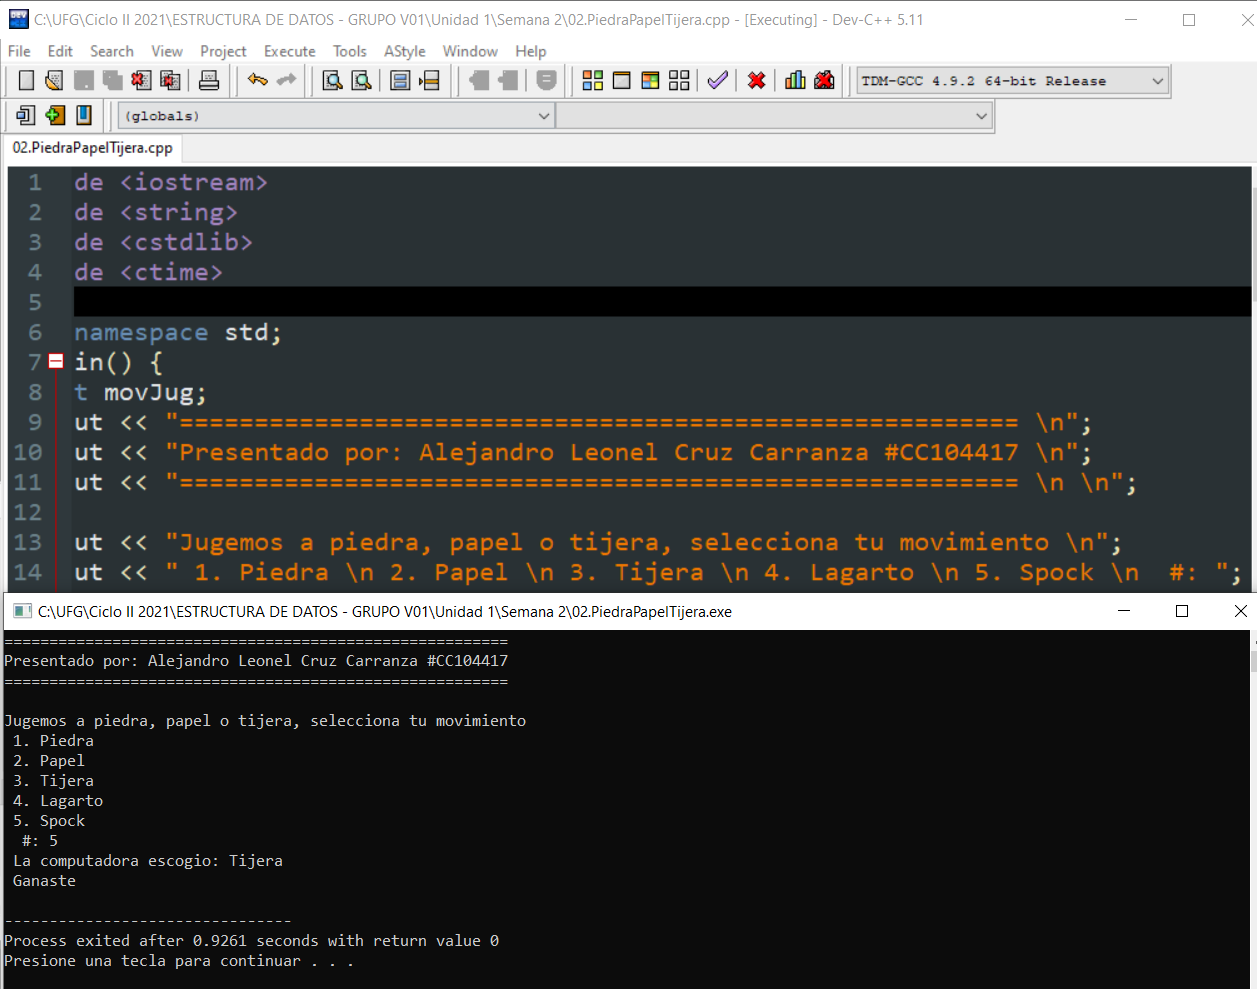 C:\UFG\Ciclo II 2021\ESTRUCTURA DE DATOS - GRUPO V01\Unidad 1\Semana 2\02.PiedraPapelTijera.cpp - [Executing] - Dev-C++ 5.11
File Edit Search View Project Execute Tools AStyle Window Help
TDM-GCC 4.9.2 64-bit Release
(globals)
02.PiedraPapelTijera.cpp
1 de <iostream>
2 de <string>
3 de <cstdlib>
4 de <ctime>
5
6 namespace std;
7 in() {
8 t movJug;
9 ut << "======================================================== \n";
10 ut << "Presentado por: Alejandro Leonel Cruz Carranza #CC104417 \n";
11 ut << "======================================================== \n \n";
12
13 ut << "Jugemos a piedra, papel o tijera, selecciona tu movimiento \n";
14 ut << " 1. Piedra \n 2. Papel \n 3. Tijera \n 4. Lagarto \n 5. Spock \n  #: ";
C:\UFG\Ciclo II 2021\ESTRUCTURA DE DATOS - GRUPO V01\Unidad 1\Semana 2\02.PiedraPapelTijera.exe
========================================================
Presentado por: Alejandro Leonel Cruz Carranza #CC104417
========================================================
Jugemos a piedra, papel o tijera, selecciona tu movimiento
1. Piedra
2. Papel
3. Tijera
4. Lagarto
5. Spock
#: 5
La computadora escogio: Tijera
Ganaste
--------------------------------
Process exited after 0.9261 seconds with return value 0
Presione una tecla para continuar . . .